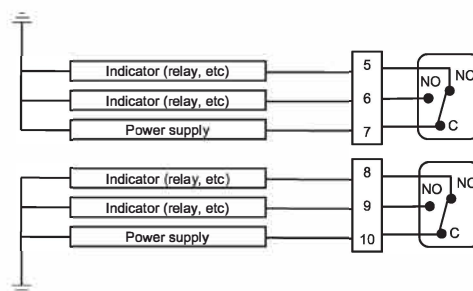 Indicator (relay, etc)
5
NC
Indicator (relay, etc)
6
NO
Power supply
7
C
Indicator (relay, etc)
8
NC
Indicator (relay, etc)
9
NO
Power supply
10
C